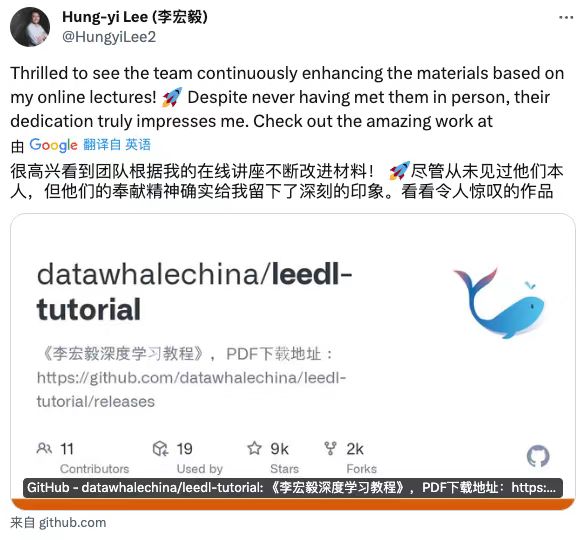 Hung-yi Lee (李宏毅)
@HungyiLee2
Thrilled to see the team continuously enhancing the materials based on
my online lectures! 🚀 Despite never having met them in person, their
dedication truly impresses me. Check out the amazing work at
由 Google 翻译自 英语
很高兴看到团队根据我的在线讲座不断改进材料！ 🚀尽管从未见过他们本
人，但他们的奉献精神确实给我留下了深刻的印象。看看令人惊叹的作品
datawhalechina/leedl-
tutorial
《李宏毅深度学习教程》，PDF下载地址：
https://github.com/datawhalechina/leedl-
tutorial/releases
11 19 9k 2k
Contributors Used by Stars Forks
GitHub - datawhalechina/leedl-tutorial: 《李宏毅深度学习教程》，PDF下载地址：https:...
来自 github.com